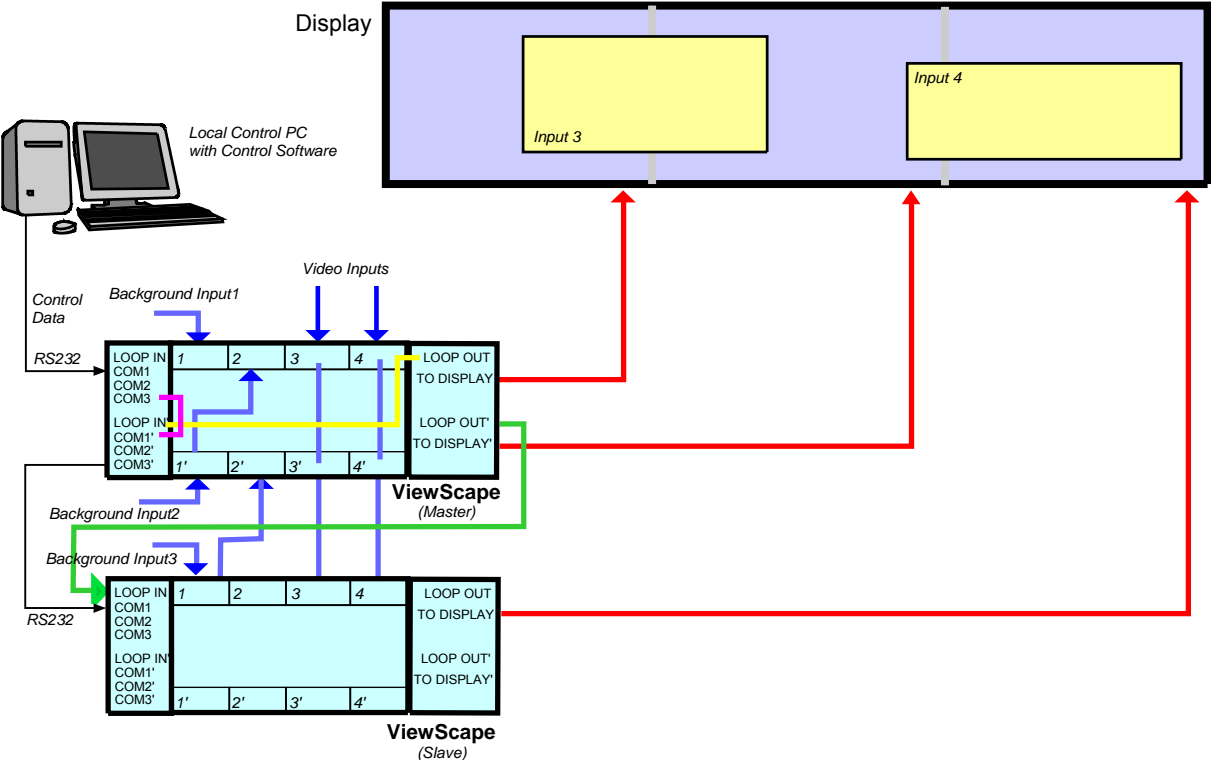 Display
Input 3
Input 4
Local Control PC
with Control Software
Control
Data
RS232
Background Input1
Video Inputs
LOOP IN
COM1
COM2
COM3
LOOP IN'
COM1'
COM2'
COM3'
1
2
3
4
1'
2'
3'
4'
LOOP OUT
TO DISPLAY
LOOP OUT'
TO DISPLAY'
ViewScape
(Master)
Background Input2
Background Input3
RS232
LOOP IN
COM1
COM2
COM3
LOOP IN'
COM1'
COM2'
COM3'
1
2
3
4
1'
2'
3'
4'
LOOP OUT
TO DISPLAY
LOOP OUT'
TO DISPLAY'
ViewScape
(Slave)